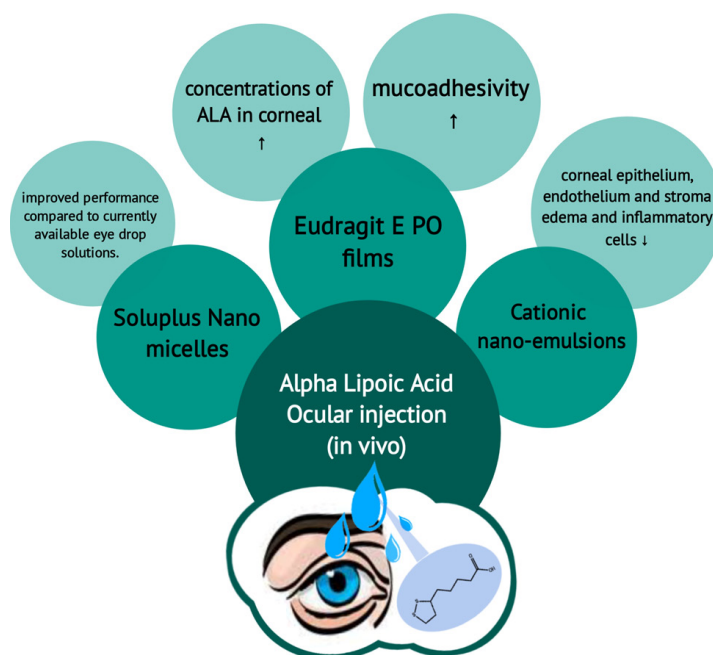 concentrations of
ALA in corneal
↑
mucoadhesivity
↑
improved performance
compared to currently
available eye drop
solutions.
corneal epithelium,
endothelium and stroma
edema and inflammatory
cells ↓
Eudragit E PO
films
Soluplus Nano
micelles
Cationic
nano-emulsions
Alpha Lipoic Acid
Ocular injection
(in vivo)
O
OH
S
S